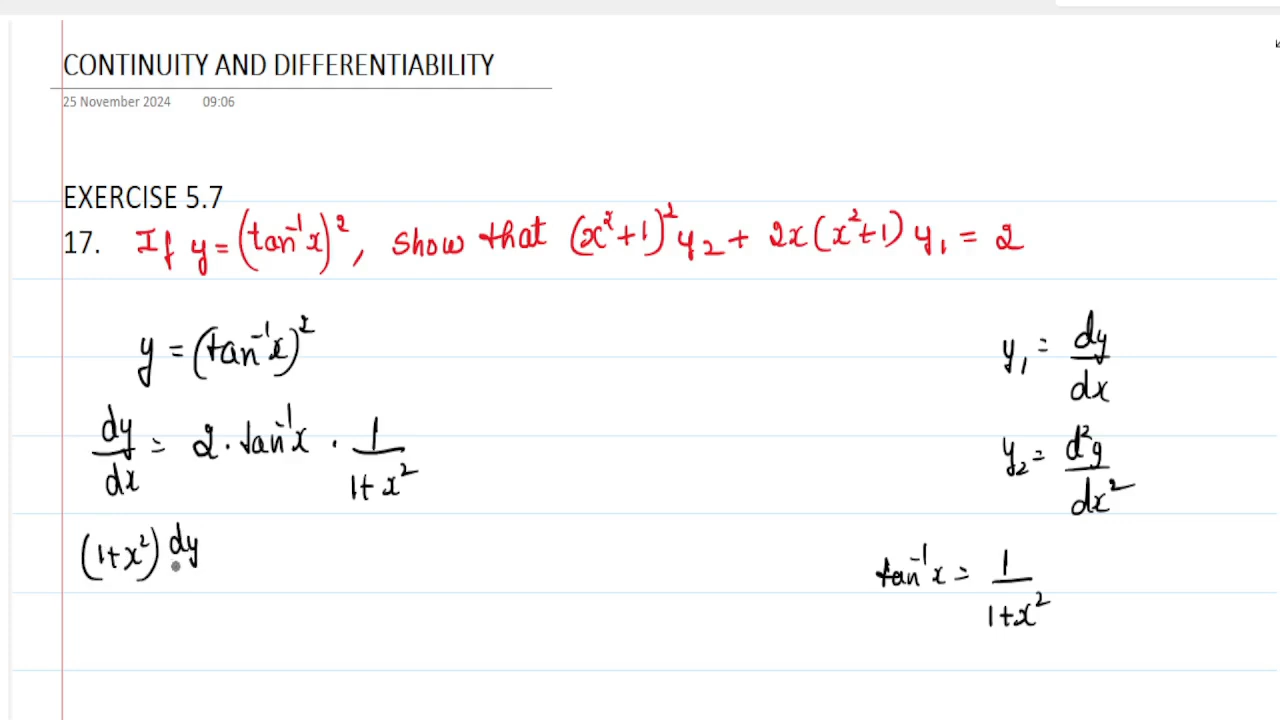 CONTINUITY AND DIFFERENTIABILITY
25 November 2024 09:06
EXERCISE 5.7
17. If y = (tan⁻¹x)², show that (x²+1)² y₂ + 2x(x²+1) y₁ = 2
y = (tan⁻¹x)²
dy/dx = 2 · tan⁻¹x · 1/1+x²
(1+x²) dy
y₁ = dy/dx
y₂ = d²y/dx²
tan⁻¹x = 1/1+x²